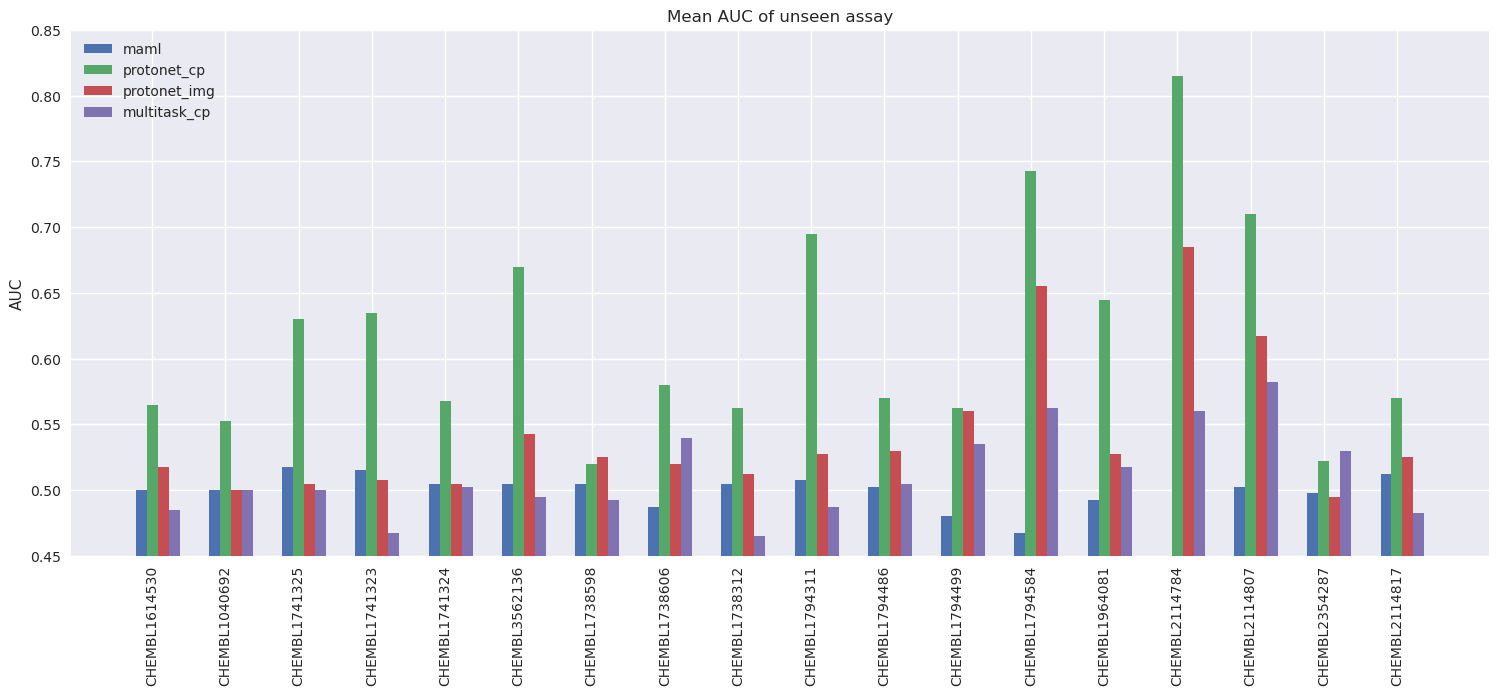 Mean AUC of unseen assay
maml
protonet_cp
protonet_img
multitask_cp
AUC
0.85
0.80
0.75
0.70
0.65
0.60
0.55
0.50
0.45
CHEMBL1614530
CHEMBL1040692
CHEMBL1741325
CHEMBL1741323
CHEMBL1741324
CHEMBL3562136
CHEMBL1738598
CHEMBL1738606
CHEMBL1738312
CHEMBL1794311
CHEMBL1794486
CHEMBL1794499
CHEMBL1794584
CHEMBL1964081
CHEMBL2114784
CHEMBL2114807
CHEMBL2354287
CHEMBL2114817